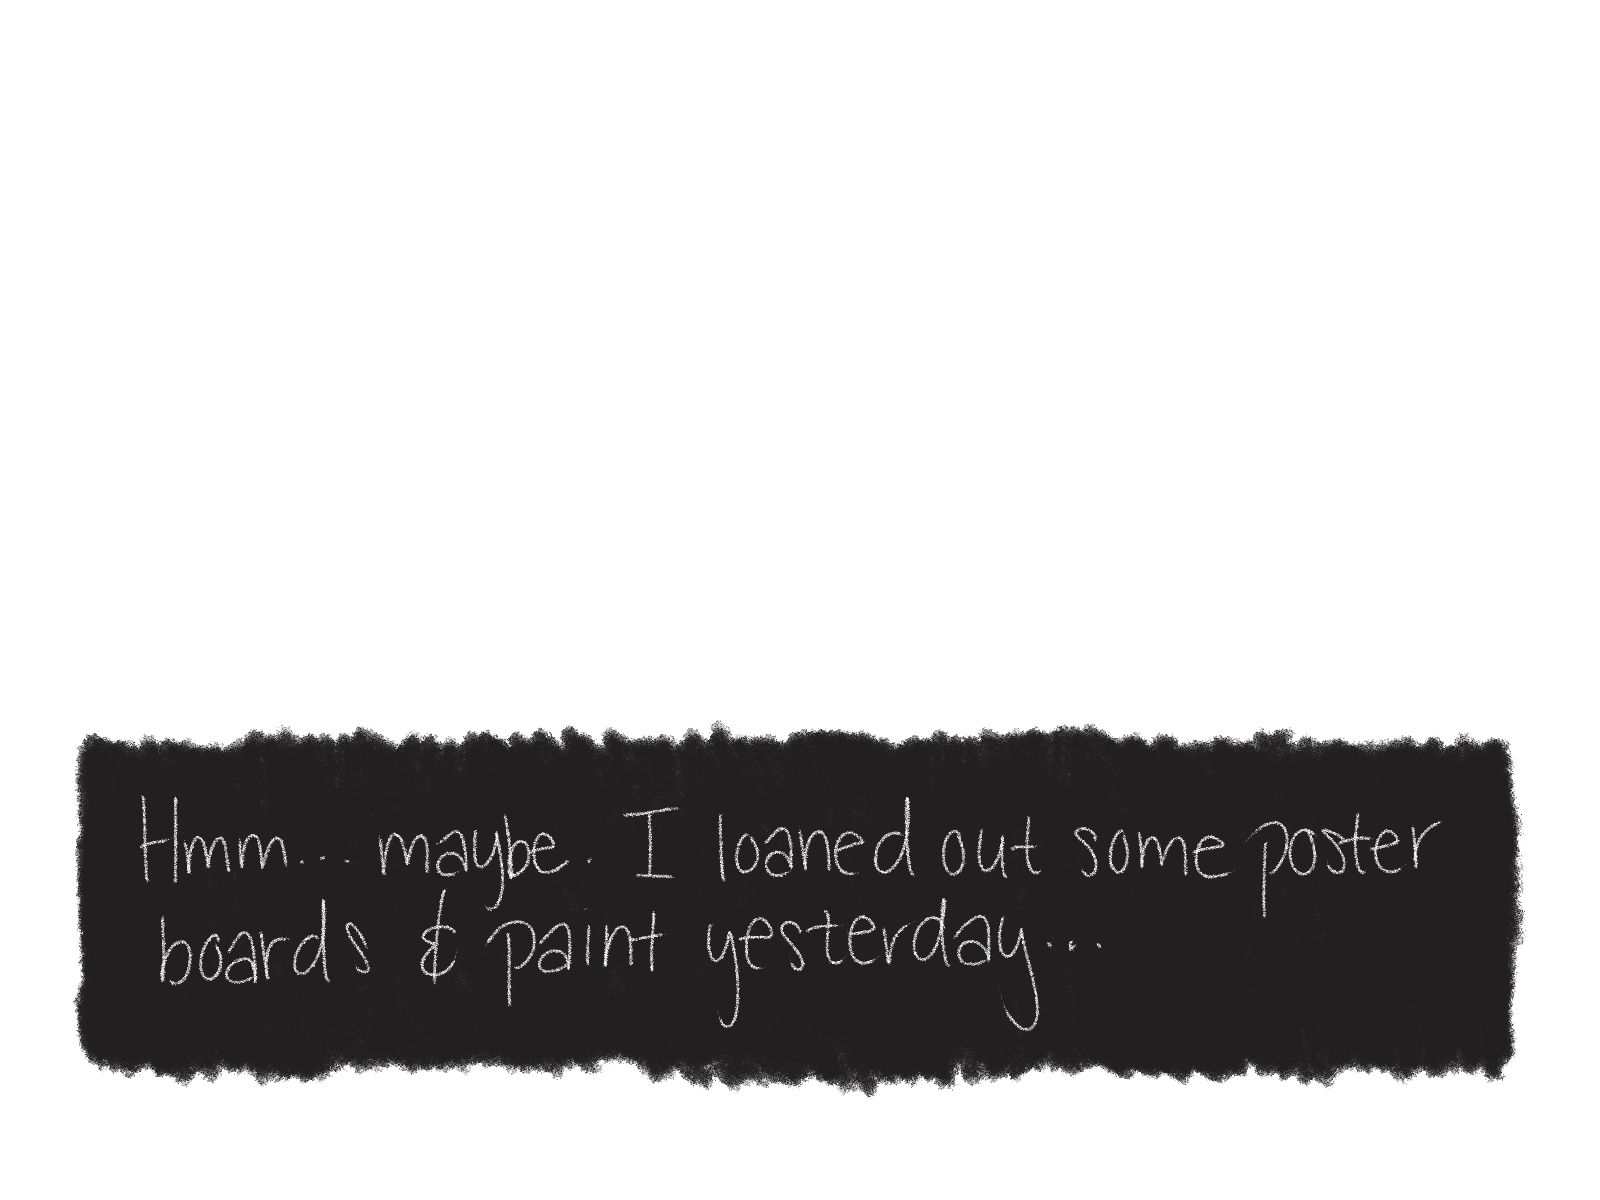 Hmm... maybe. I loaned out some poster
boards & paint yesterday...